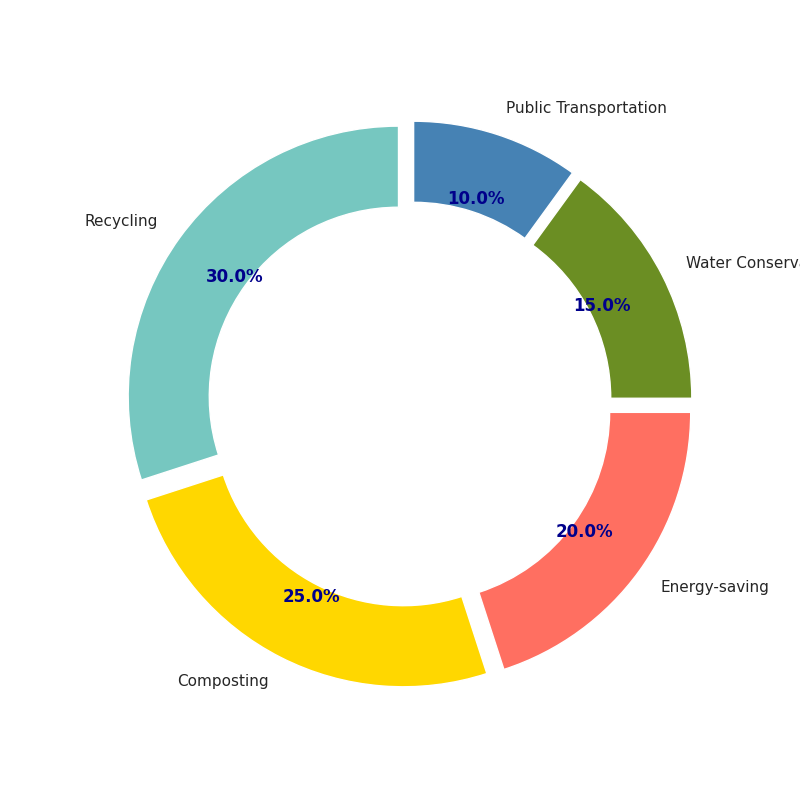 Public Transportation
10.0%
Recycling
Water Conserva
30.0%
15.0%
20.0%
Energy-saving
25.0%
Composting